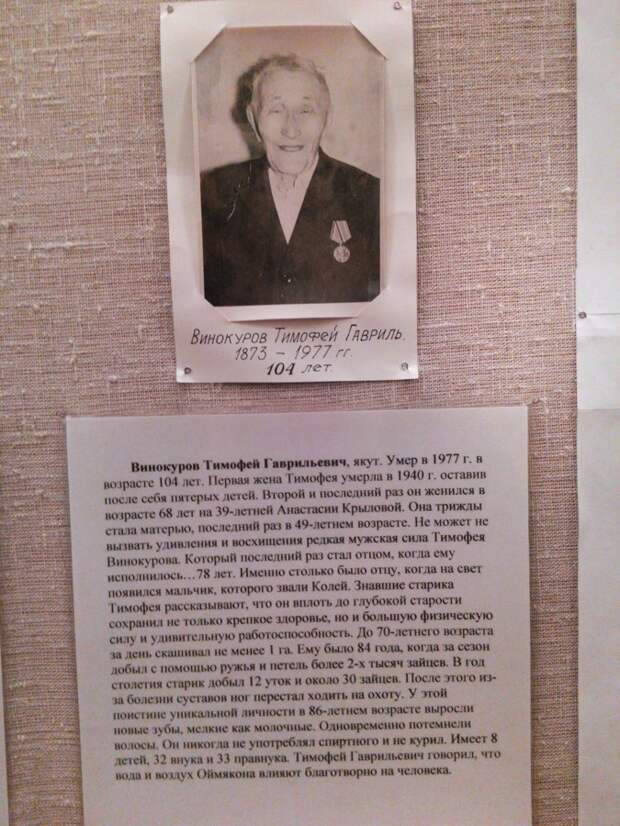 Винокуров Тимофей Гавриль.
1873 – 1977 гг.
104 лет.
Винокуров Тимофей Гаврильевич, якут. Умер в 1977 г. в
возрасте 104 лет. Первая жена Тимофея умерла в 1940 г. оставив
после себя пятерых детей. Второй и последний раз он женился в
возрасте 68 лет на 39-летней Анастасии Крыловой. Она трижды
стала матерью, последний раз в 49-летнем возрасте. Не может не
вызвать удивления и восхищения редкая мужская сила Тимофея
Винокурова. Который последний раз стал отцом, когда ему
исполнилось…78 лет. Именно столько было отцу, когда на свет
появился мальчик, которого звали Колей. Знавшие старика
Тимофея рассказывают, что он вплоть до глубокой старости
сохранил не только крепкое здоровье, но и большую физическую
силу и удивительную работоспособность. До 70-летнего возраста
за день скашивал не менее 1 га. Ему было 84 года, когда за сезон
добыл с помощью ружья и петель более 2-х тысяч зайцев. В год
столетия старик добыл 12 уток и около 30 зайцев. После этого из-
за болезни суставов ног перестал ходить на охоту. У этой
поистине уникальной личности в 86-летнем возрасте выросли
новые зубы, мелкие как молочные. Одновременно потемнели
волосы. Он никогда не употреблял спиртного и не курил. Имеет 8
детей, 32 внука и 33 правнука. Тимофей Гаврильевич говорил, что
вода и воздух Оймякона влияют благотворно на человека.